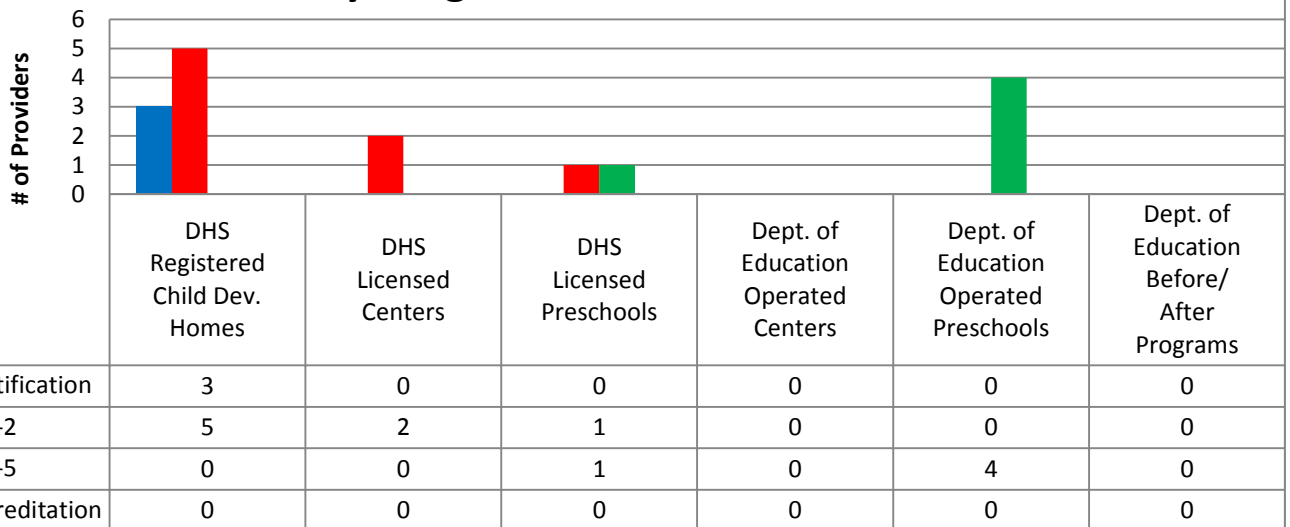 6
5
4
3
2
1
0
# of Providers
DHS
Registered
Child Dev.
Homes
DHS
Licensed
Centers
DHS
Licensed
Preschools
Dept. of
Education
Operated
Centers
Dept. of
Education
Operated
Preschools
Dept. of
Education
Before/
After
Programs
tification 3 0 0 0 0 0
-2 5 2 1 0 0 0
-5 0 0 1 0 4 0
reditation 0 0 0 0 0 0